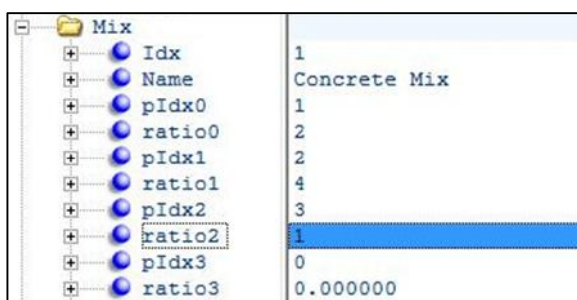 Mix
Idx 1
Name Concrete Mix
pIdx0 1
ratio0 2
pIdx1 2
ratio1 4
pIdx2 3
ratio2 1
pIdx3 0
ratio3 0.000000